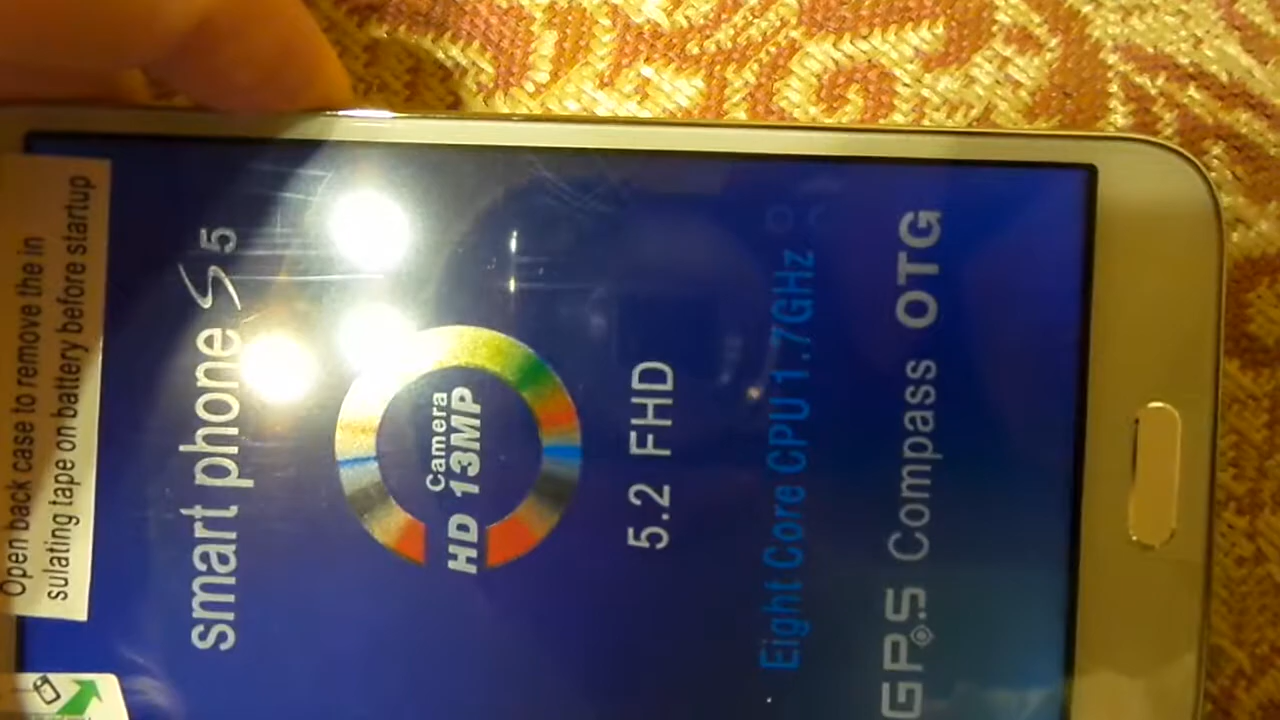 Open back case to remove the in
sulating tape on battery before startup
smart phone S5
Camera
HD 13MP
5.2 FHD
Eight Core CPU 1.7GHz
GPS Compass OTG